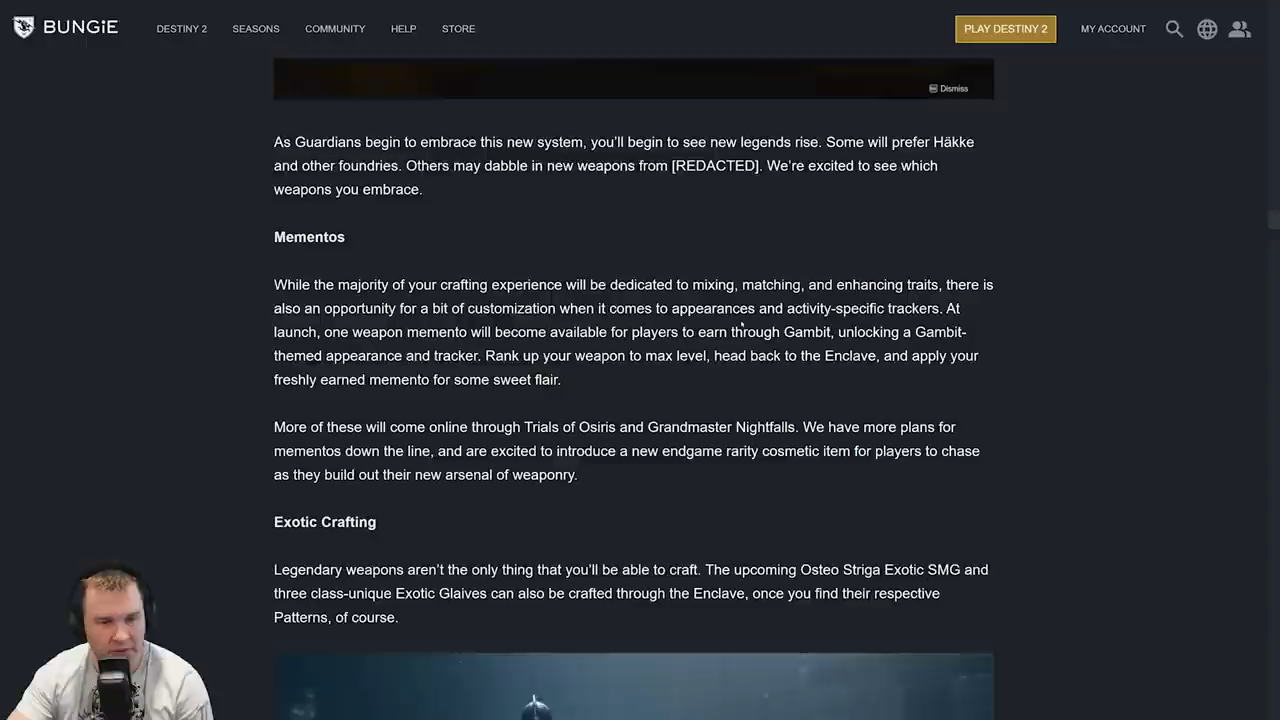 BUNGiE
DESTINY 2 SEASONS COMMUNITY HELP STORE
PLAY DESTINY 2 MY ACCOUNT
Dismiss
As Guardians begin to embrace this new system, you’ll begin to see new legends rise. Some will prefer Häkke
and other foundries. Others may dabble in new weapons from [REDACTED]. We’re excited to see which
weapons you embrace.
Mementos
While the majority of your crafting experience will be dedicated to mixing, matching, and enhancing traits, there is
also an opportunity for a bit of customization when it comes to appearances and activity-specific trackers. At
launch, one weapon memento will become available for players to earn through Gambit, unlocking a Gambit-
themed appearance and tracker. Rank up your weapon to max level, head back to the Enclave, and apply your
freshly earned memento for some sweet flair.
More of these will come online through Trials of Osiris and Grandmaster Nightfalls. We have more plans for
mementos down the line, and are excited to introduce a new endgame rarity cosmetic item for players to chase
as they build out their new arsenal of weaponry.
Exotic Crafting
Legendary weapons aren’t the only thing that you’ll be able to craft. The upcoming Osteo Striga Exotic SMG and
three class-unique Exotic Glaives can also be crafted through the Enclave, once you find their respective
Patterns, of course.